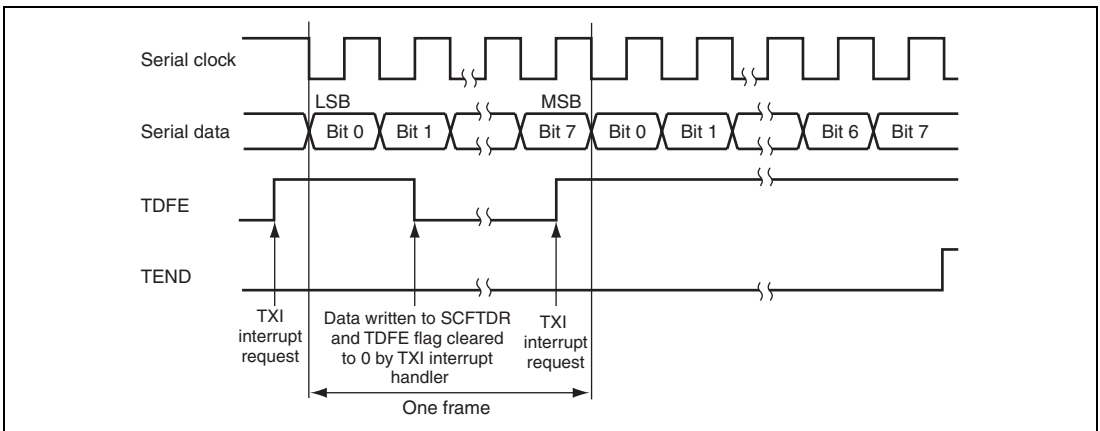 Serial clock
LSB
MSB
Serial data
Bit 0
Bit 1
Bit 7
Bit 0
Bit 1
Bit 6
Bit 7
TDFE
TEND
TXI
interrupt
request
Data written to SCFTDR
and TDFE flag cleared
to 0 by TXI interrupt
handler
TXI
interrupt
request
One frame